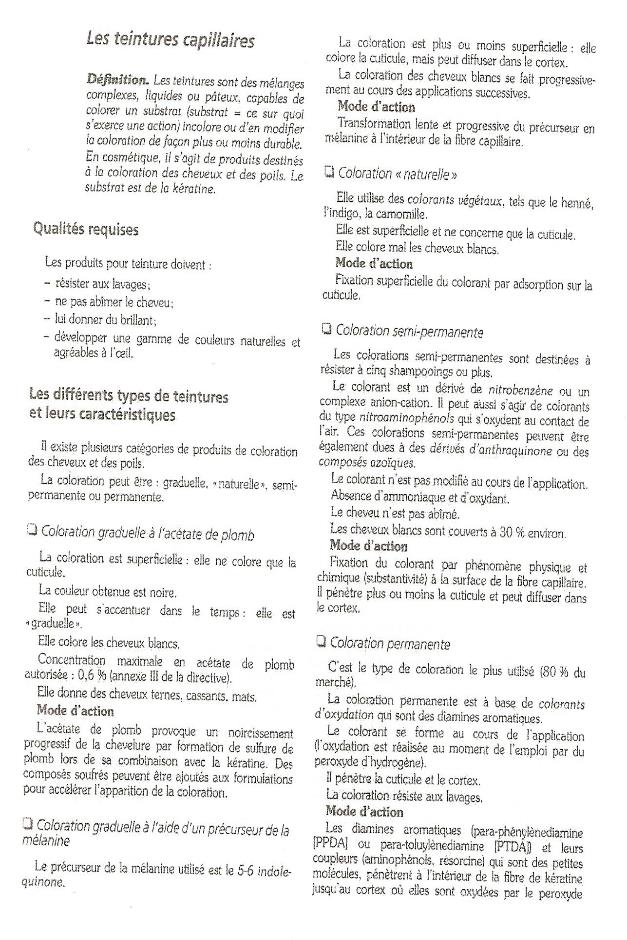 Les teintures capillaires
Définition. Les teintures sont des mélanges
complexes, liquides ou pâteux, capables de
colorer un substrat (substrat = ce sur quoi
s'exerce une action) incolore ou d'en modifier
la coloration de façon plus ou moins durable.
En cosmétique, il s'agit de produits destinés
à la coloration des cheveux et des poils. Le
substrat est de la kératine.
Qualités requises
Les produits pour teinture doivent :
– résister aux lavages;
– ne pas abîmer le cheveu;
– lui donner du brillant;
– développer une gamme de couleurs naturelles et
agréables à l'œil.
Les différents types de teintures
et leurs caractéristiques
Il existe plusieurs catégories de produits de coloration
des cheveux et des poils.
La coloration peut être : graduelle, «naturelle», semi-
permanente ou permanente.
❏ Coloration graduelle à l'acétate de plomb
La coloration est superficielle : elle ne colore que la
cuticule.
La couleur obtenue est noire.
Elle peut s'accentuer dans le temps : elle est
«graduelle».
Elle colore les cheveux blancs.
Concentration maximale en acétate de plomb
autorisée : 0,6 % (annexe III de la directive).
Elle donne des cheveux ternes, cassants, mats.
Mode d'action
L'acétate de plomb provoque un noircissement
progressif de la chevelure par formation de sulfure de
plomb lors de sa combinaison avec la kératine. Des
composés soufrés peuvent être ajoutés aux formulations
pour accélérer l'apparition de la coloration.
❏ Coloration graduelle à l'aide d'un précurseur de la
mélanine
Le précurseur de la mélanine utilisé est le 5-6 indole-
quinone.
La coloration est plus ou moins superficielle : elle
colore la cuticule, mais peut diffuser dans le cortex.
La coloration des cheveux blancs se fait progressive-
ment au cours des applications successives.
Mode d'action
Transformation lente et progressive du précurseur en
mélanine à l'intérieur de la fibre capillaire.
❏ Coloration «naturelle»
Elle utilise des colorants végétaux, tels que le henné,
l'indigo, la camomille.
Elle est superficielle et ne concerne que la cuticule.
Elle colore mal les cheveux blancs.
Mode d'action
Fixation superficielle du colorant par adsorption sur la
cuticule.
❏ Coloration semi-permanente
Les colorations semi-permanentes sont destinées à
résister à cinq shampooings ou plus.
Le colorant est un dérivé de nitrobenzène ou un
complexe anion-cation. Il peut aussi s'agir de colorants
du type nitroaminophénols qui s'oxydent au contact de
l'air. Ces colorations semi-permanentes peuvent être
également dues à des dérivés d'anthraquinone ou des
composés azoïques.
Le colorant n'est pas modifié au cours de l'application.
Absence d'ammoniaque et d'oxydant.
Le cheveu n'est pas abîmé.
Les cheveux blancs sont couverts à 30 % environ.
Mode d'action
Fixation du colorant par phénomène physique et
chimique (substantivité) à la surface de la fibre capillaire.
Il pénètre plus ou moins la cuticule et peut diffuser dans
le cortex.
❏ Coloration permanente
C'est le type de coloration le plus utilisé (80 % du
marché).
La coloration permanente est à base de colorants
d'oxydation qui sont des diamines aromatiques.
Le colorant se forme au cours de l'application
(l'oxydation est réalisée au moment de l'emploi par du
peroxyde d'hydrogène).
Il pénètre la cuticule et le cortex.
La coloration résiste aux lavages.
Mode d'action
Les diamines aromatiques (para-phénylènediamine
[PPDA] ou para-toluylènediamine [PTDA]) et leurs
coupleurs (aminophénols, résorcine) qui sont des petites
molécules, pénètrent à l'intérieur de la fibre de kératine
jusqu'au cortex où elles sont oxydées par le peroxyde